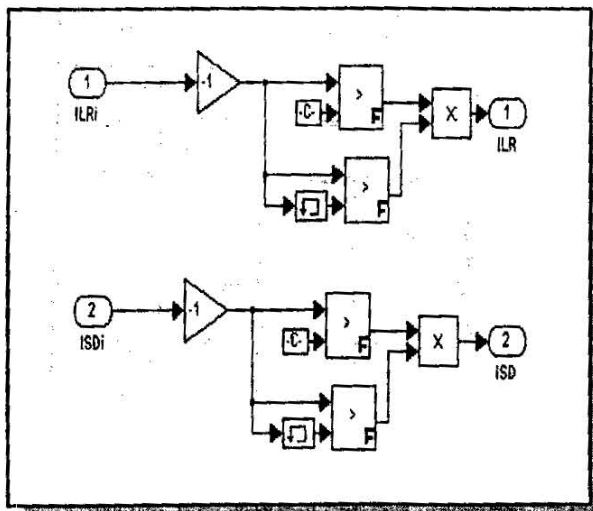 1
ILRi
-1
-C-
>
F
>
F
X
1
ILR
2
ISDi
-1
-C-
>
F
>
F
X
2
ISD